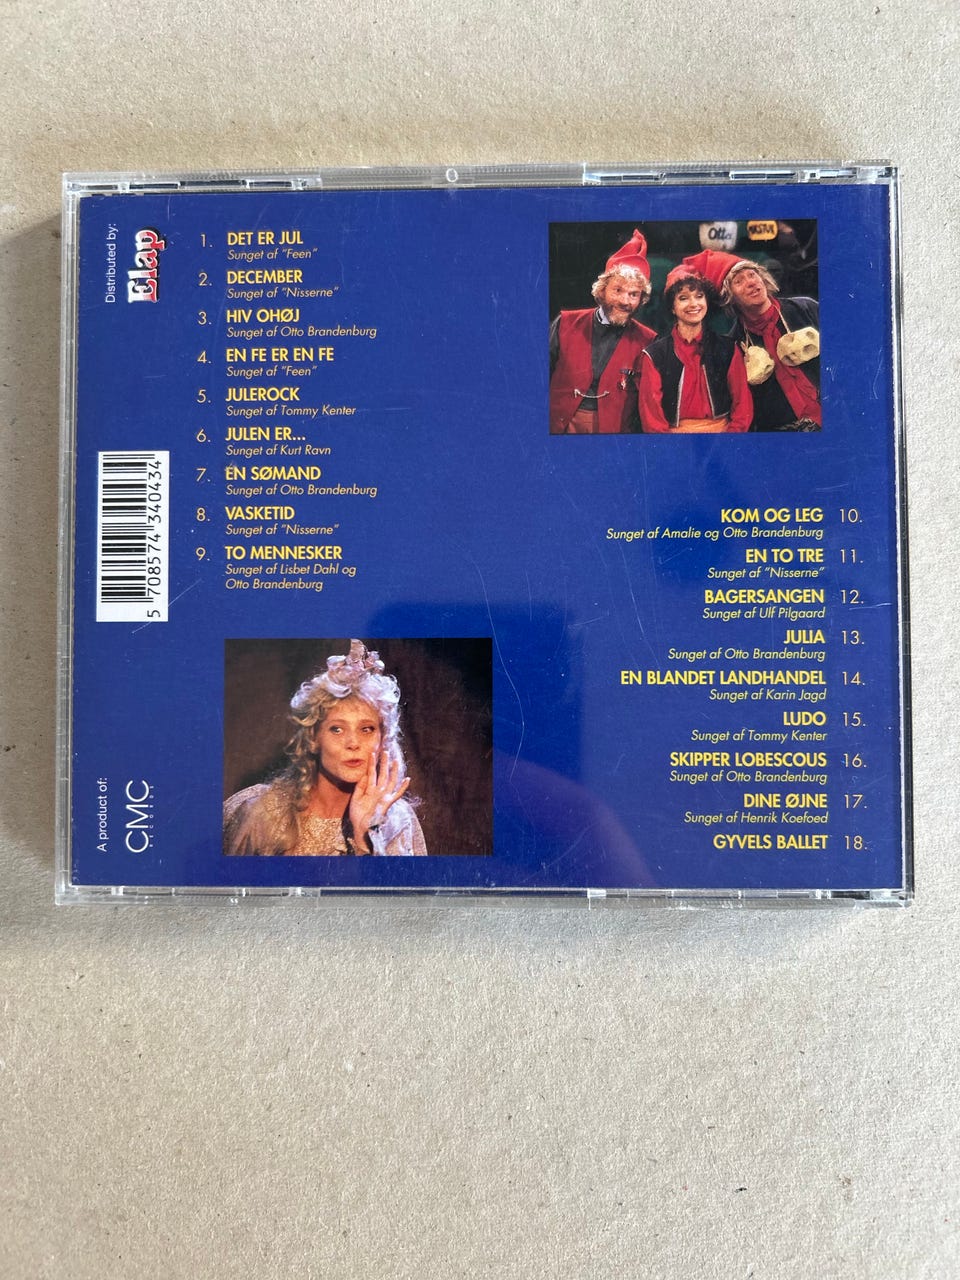 Distributed by:
Elap
1. DET ER JUL
Sunget af "Feen"
2. DECEMBER
Sunget af "Nisserne"
3. HIV OHØJ
Sunget af Otto Brandenburg
4. EN FE ER EN FE
Sunget af "Feen"
5. JULEROCK
Sunget af Tommy Kenter
6. JULEN ER...
Sunget af Kurt Ravn
7. EN SØMAND
Sunget af Otto Brandenburg
8. VASKETID
Sunget af "Nisserne"
9. TO MENNESKER
Sunget af Lisbet Dahl og
Otto Brandenburg
Otto
KOM OG LEG 10.
Sunget af Amalie og Otto Brandenburg
EN TO TRE 11.
Sunget af "Nisserne"
BAGERSANGEN 12.
Sunget af Ulf Pilgaard
JULIA 13.
Sunget af Otto Brandenburg
EN BLANDET LANDHANDEL 14.
Sunget af Karin Jagd
LUDO 15.
Sunget af Tommy Kenter
SKIPPER LOBESCOUS 16.
Sunget af Otto Brandenburg
DINE ØJNE 17.
Sunget af Henrik Koefoed
GYVELS BALLET 18.
5 708574 340434
A product of:
CMC
RECORDS